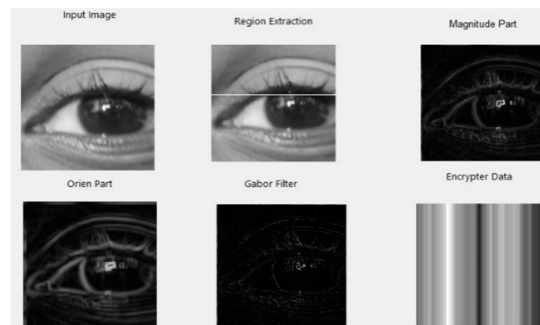 Input Image
Region Extraction
Magnitude Part
Orien Part
Gabor Filter
Encrypter Data